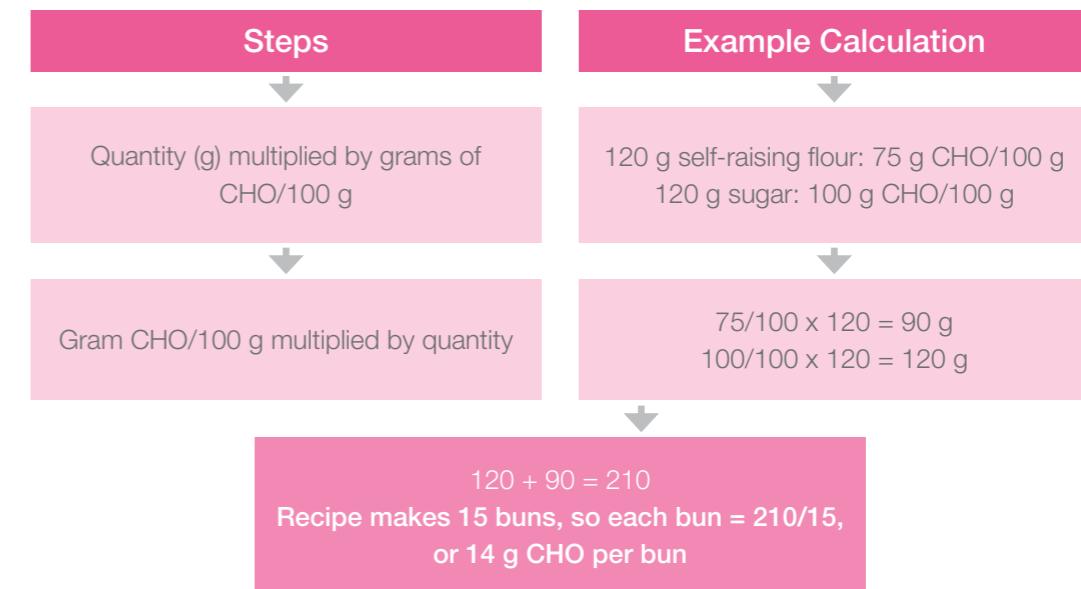 Steps
Example Calculation
Quantity (g) multiplied by grams of
CHO/100 g
120 g self-raising flour: 75 g CHO/100 g
120 g sugar: 100 g CHO/100 g
Gram CHO/100 g multiplied by quantity
75/100 x 120 = 90 g
100/100 x 120 = 120 g
120 + 90 = 210
Recipe makes 15 buns, so each bun = 210/15,
or 14 g CHO per bun